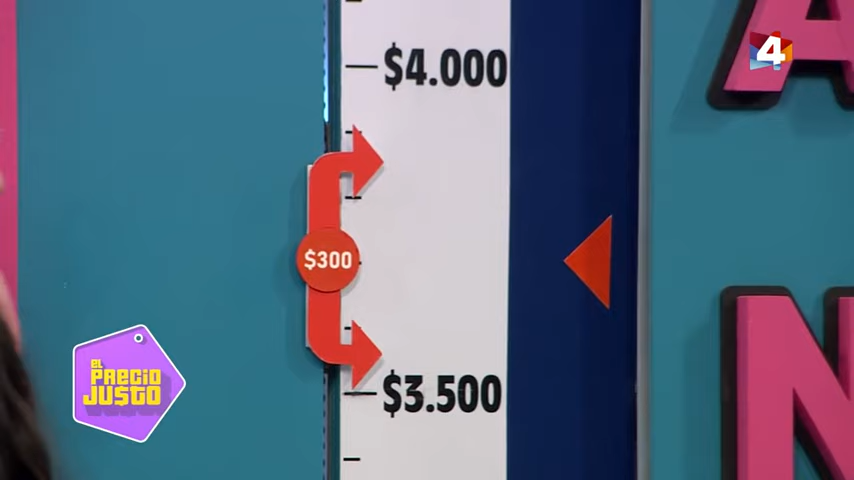 4
$4.000
A
$300
$3.500
N
EL
PRECIO
JUSTO